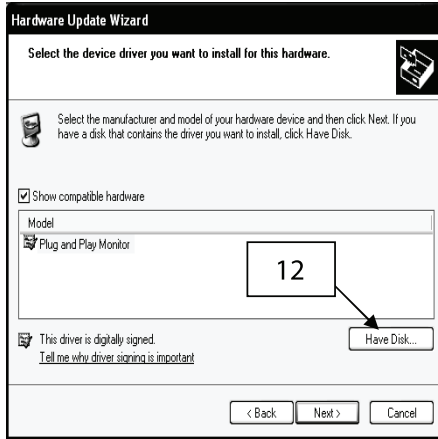 Hardware Update Wizard
Select the device driver you want to install for this hardware.
Select the manufacturer and model of your hardware device and then click Next. If you
have a disk that contains the driver you want to install, click Have Disk.
Show compatible hardware
Model
Plug and Play Monitor
12
This driver is digitally signed.
Have Disk...
Tell me why driver signing is important
< Back
Next >
Cancel